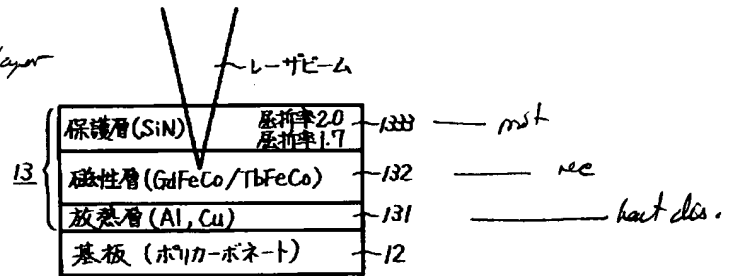 layer
レーザビーム
保護層(SiN) 屈折率2.0 1333
屈折率1.7
13
磁性層(GdFeCo/TbFeCo) 132 rec
放熱層(Al, Cu) 131 heat dis.
基板(ポリカーボネート) 12